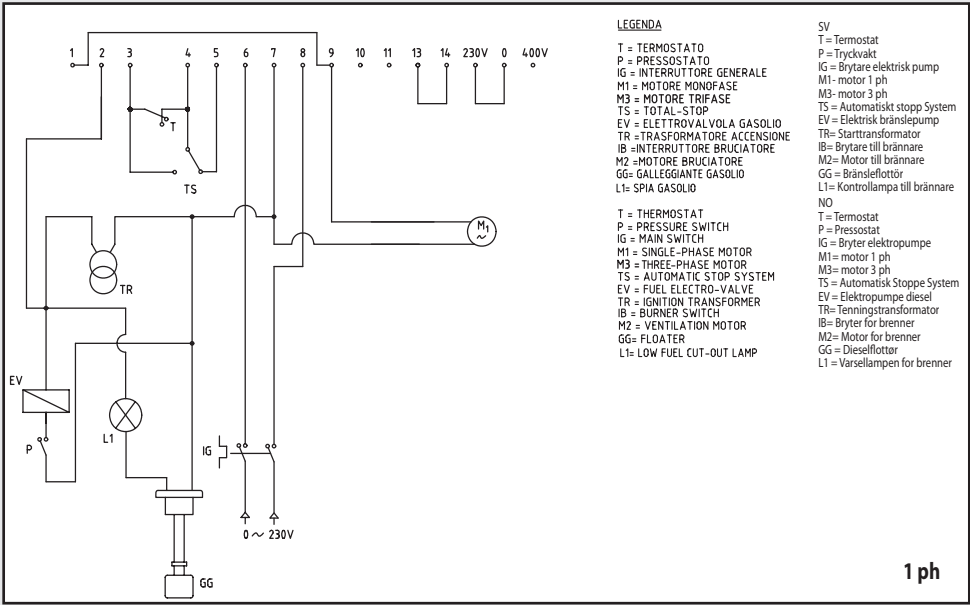 1 2 3 4 5 6 7 8 9 10 11 13 14 230V 0 400V
T
TS
M1
~
TR
EV
P
L1
IG
0 ~ 230V
GG
LEGENDA
T = TERMOSTATO
P = PRESSOSTATO
IG = INTERRUTTORE GENERALE
M1 = MOTORE MONOFASE
M3 = MOTORE TRIFASE
TS = TOTAL-STOP
EV = ELETTROVALVOLA GASOLIO
TR =TRASFORMATORE ACCENSIONE
IB =INTERRUTTORE BRUCIATORE
M2 =MOTORE BRUCIATORE
GG= GALLEGGIANTE GASOLIO
L1= SPIA GASOLIO
T = THERMOSTAT
P = PRESSURE SWITCH
IG = MAIN SWITCH
M1 = SINGLE-PHASE MOTOR
M3 = THREE-PHASE MOTOR
TS = AUTOMATIC STOP SYSTEM
EV = FUEL ELECTRO-VALVE
TR = IGNITION TRANSFORMER
IB = BURNER SWITCH
M2 = VENTILATION MOTOR
GG= FLOATER
L1= LOW FUEL CUT-OUT LAMP
SV
T = Termostat
P = Tryckvakt
IG = Brytare elektrisk pump
M1- motor 1 ph
M3- motor 3 ph
TS = Automatiskt stopp System
EV = Elektrisk bränslepump
TR= Starttransformator
IB= Brytare till brännare
M2= Motor till brännare
GG = Bränsleflottör
L1= Kontrollampa till brännare
NO
T = Termostat
P = Pressostat
IG = Bryter elektropumpe
M1= motor 1 ph
M3= motor 3 ph
TS = Automatisk Stoppe System
EV = Elektropumpe diesel
TR= Tenningstransformator
IB= Bryter for brenner
M2= Motor for brenner
GG = Dieselflottør
L1 = Varsellampen for brenner
1 ph